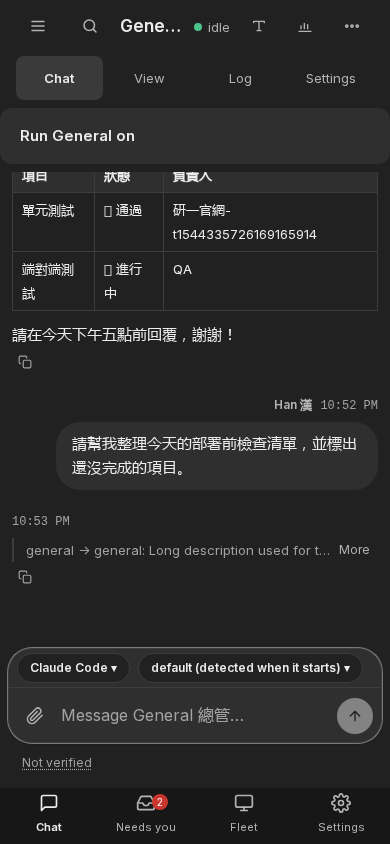 Gene… idle
Chat View Log Settings
Run General on
項目 狀態 負責人
單元測試 通過 研一官網-
t1544335726169165914
端對端測 進行 QA
試 中
請在今天下午五點前回覆，謝謝！
Han 漢 10:52 PM
請幫我整理今天的部署前檢查清單，並標出
還沒完成的項目。
10:53 PM
general → general: Long description used for t… More
Claude Code ▾ default (detected when it starts) ▾
Message General 總管…
Not verified
2
Chat Needs you Fleet Settings